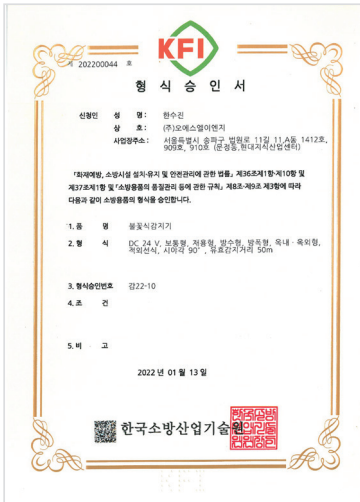 KFI
제 202200044 호
형 식 승 인 서
신청인 성 명 : 한수진
상 호 : (주)오에스엘이엔지
사업장주소 : 서울특별시 송파구 법원로 11길 11,A동 1412호,
909호, 910호 (문정동,현대지식산업센터)
「화재예방, 소방시설 설치·유지 및 안전관리에 관한 법률」 제36조제1항·제10항 및
제37조제1항 및 「소방용품의 품질관리 등에 관한 규칙」 제8조·제9조 제3항에 따라
다음과 같이 소방용품의 형식을 승인합니다.
1. 품 명 불꽃식감지기
2. 형 식 DC 24 V, 보통형, 재용형, 방수형, 방폭형, 옥내·옥외형,
적외선식, 시야각 90°, 유효감지거리 50m
3. 형식승인번호 감22-10
4. 조 건
5. 비 고
2022 년 01 월 13 일
한국소방산업기술원